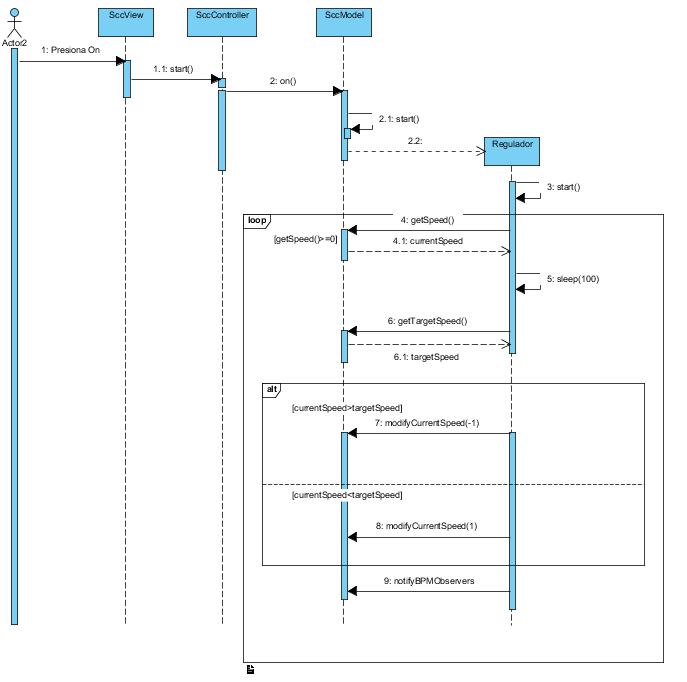 SccView
SccController
SccModel
Actor2
1: Presiona On
1.1: start()
2: on()
2.1: start()
2.2:
Regulador
3: start()
loop
4: getSpeed()
[getSpeed()>=0]
4.1: currentSpeed
5: sleep(100)
6: getTargetSpeed()
6.1: targetSpeed
alt
[currentSpeed>targetSpeed]
7: modifyCurrentSpeed(-1)
[currentSpeed<targetSpeed]
8: modifyCurrentSpeed(1)
9: notifyBPMObservers